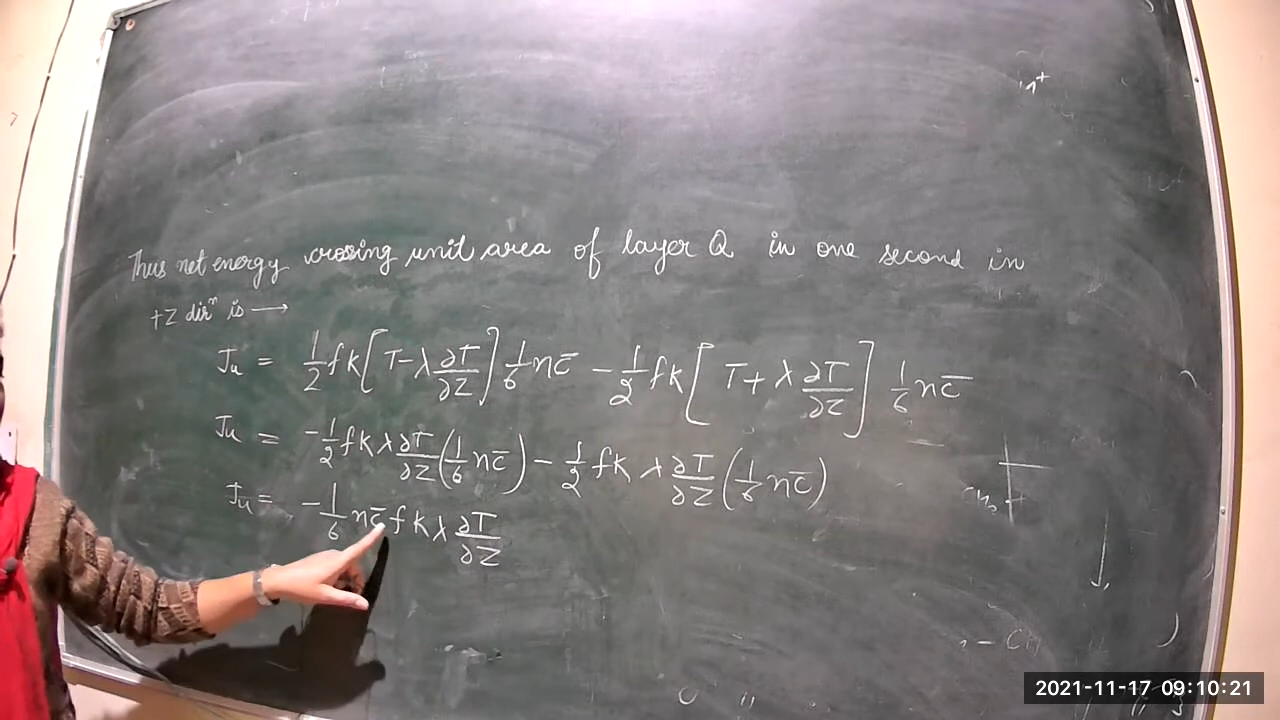 Thus net energy crossing unit area of layer Q in one second in
+Z dirⁿ is ⟶
Ju = 1/2 fk[T-λ∂T/∂Z] 1/6 nc̄ - 1/2 fk[T+λ∂T/∂Z] 1/6 nc̄
Ju = -1/2 fkλ∂T/∂Z (1/6 nc̄) - 1/2 fkλ∂T/∂Z (1/6 nc̄)
Ju = -1/6 nc̄fkλ∂T/∂Z
2021-11-17 09:10:21